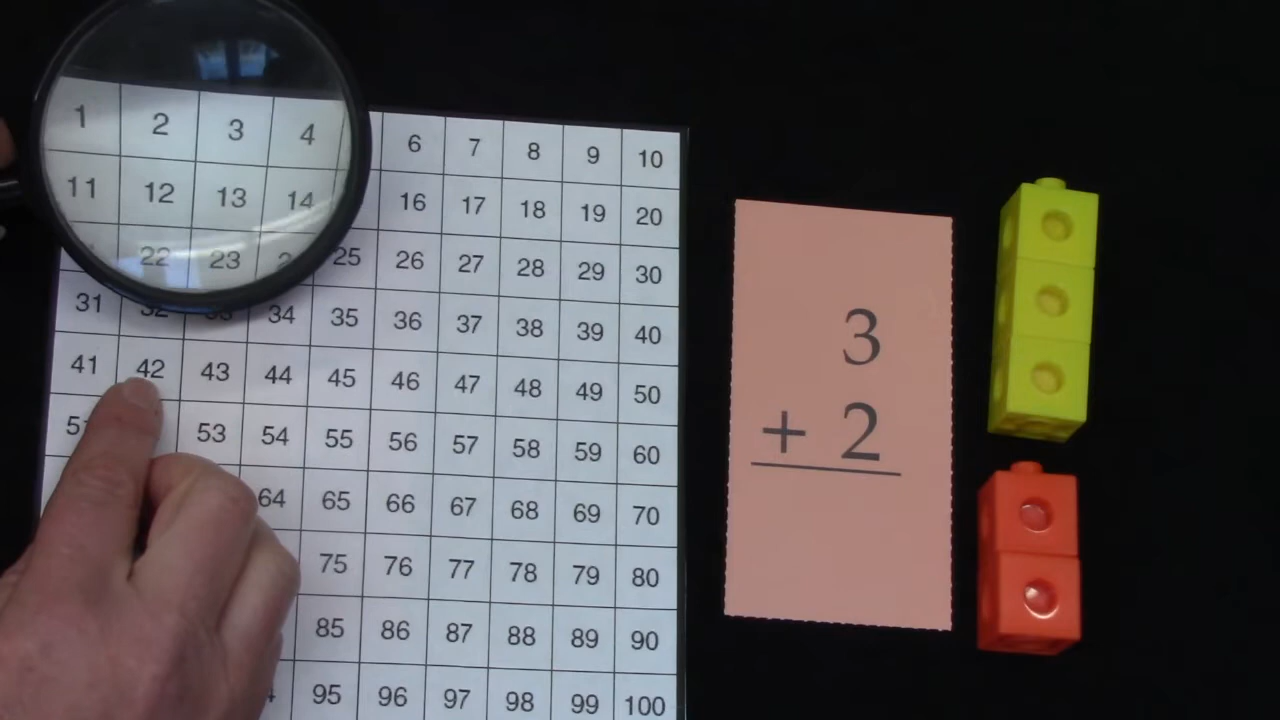 1 2 3 4 6 7 8 9 10
11 12 13 14 16 17 18 19 20
22 23 25 26 27 28 29 30
31 32 33 34 35 36 37 38 39 40
41 42 43 44 45 46 47 48 49 50
53 54 55 56 57 58 59 60
64 65 66 67 68 69 70
75 76 77 78 79 80
85 86 87 88 89 90
95 96 97 98 99 100
3
+ 2